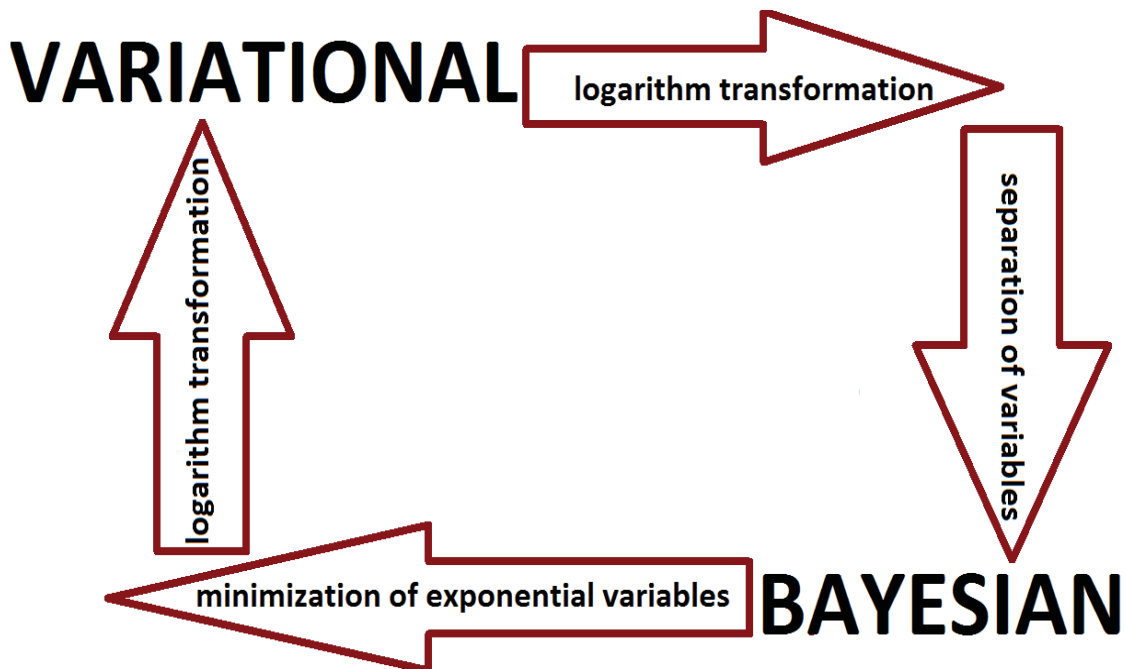 VARIATIONAL
logarithm transformation
separation of variables
BAYESIAN
minimization of exponential variables
logarithm transformation